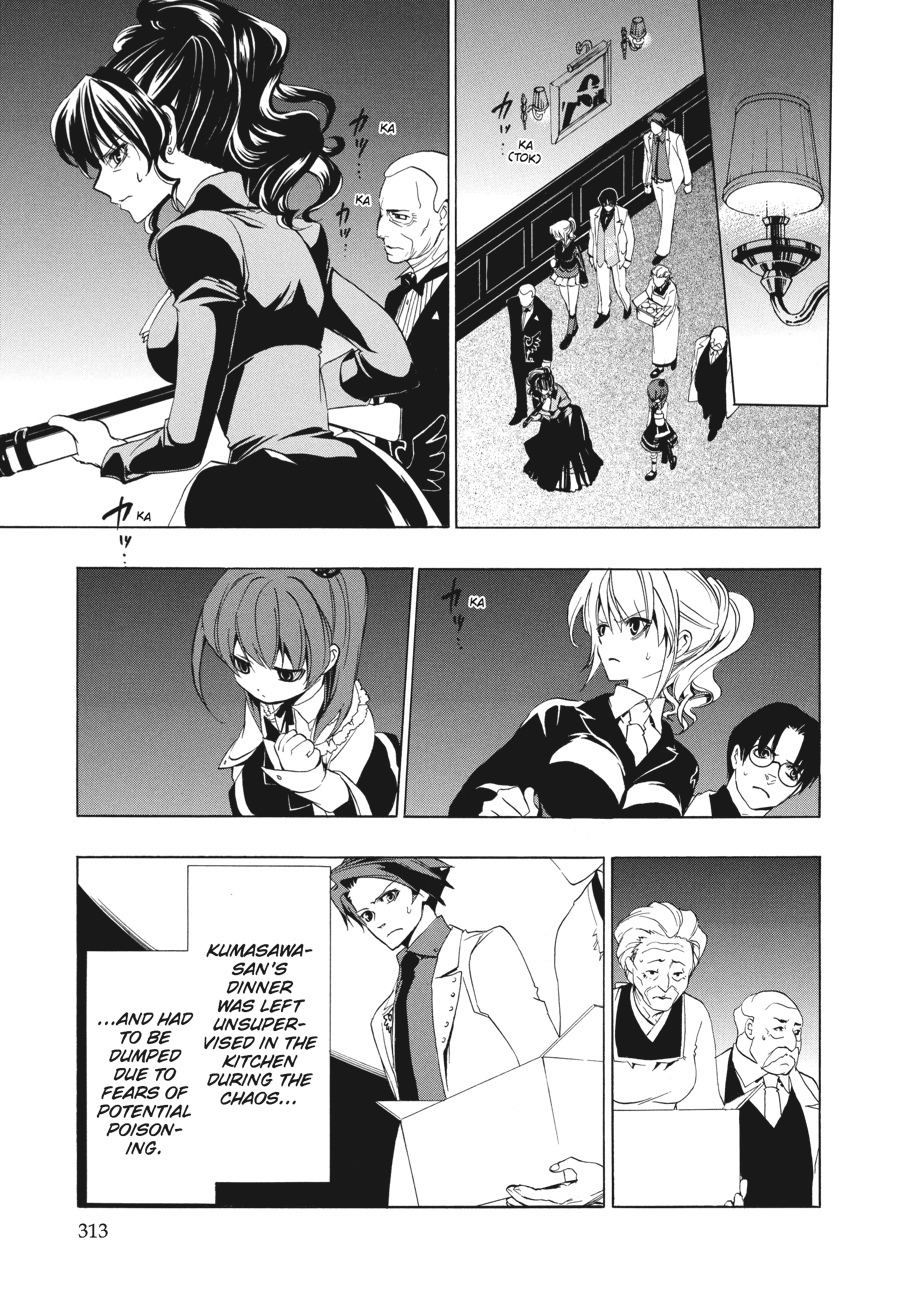 カッ…
KA
(TOK)
カッ…
KA
カッ…
KA
カッ…
KA
カッ…
KA
KUMASAWA-
SAN'S
DINNER
WAS LEFT
UNSUPER-
VISED IN THE
KITCHEN
DURING THE
CHAOS...
...AND HAD
TO BE
DUMPED
DUE TO
FEARS OF
POTENTIAL
POISON-
ING.
313